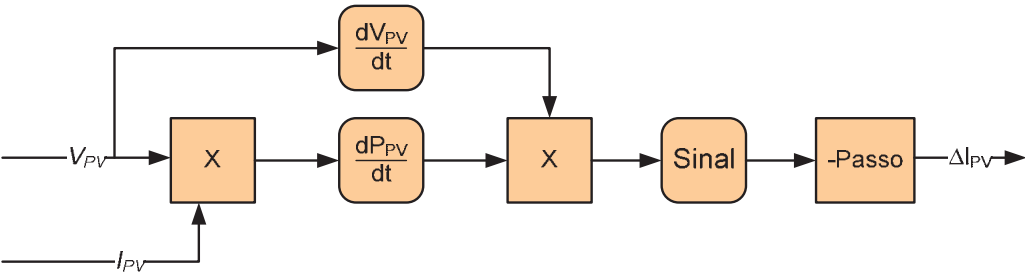 dV_PV
dt
V_PV
X
dP_PV
dt
X
Sinal
-Passo
ΔI_PV
I_PV